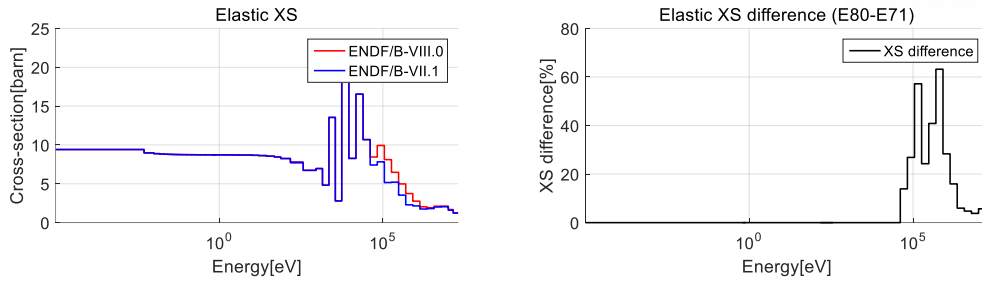 Elastic XS
25
20
15
10
5
0
Cross-section[barn]
10^0
10^5
Energy[eV]
ENDF/B-VIII.0
ENDF/B-VII.1
Elastic XS difference (E80-E71)
80
60
40
20
0
XS difference[%]
10^0
10^5
Energy[eV]
XS difference